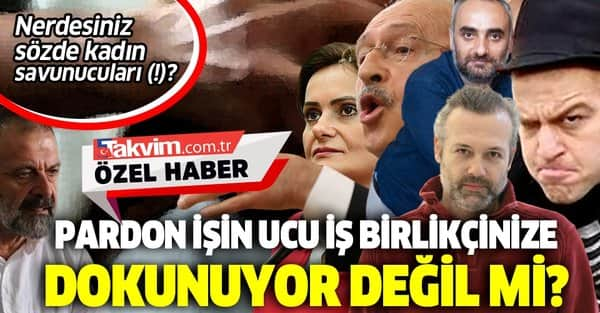 Nerdesiniz
sözde kadın
savunucuları (!)?
Takvim.com.tr
ÖZEL HABER
PARDON İŞİN UCU İŞ BİRLİKÇİNİZE
DOKUNUYOR DEĞİL Mİ?